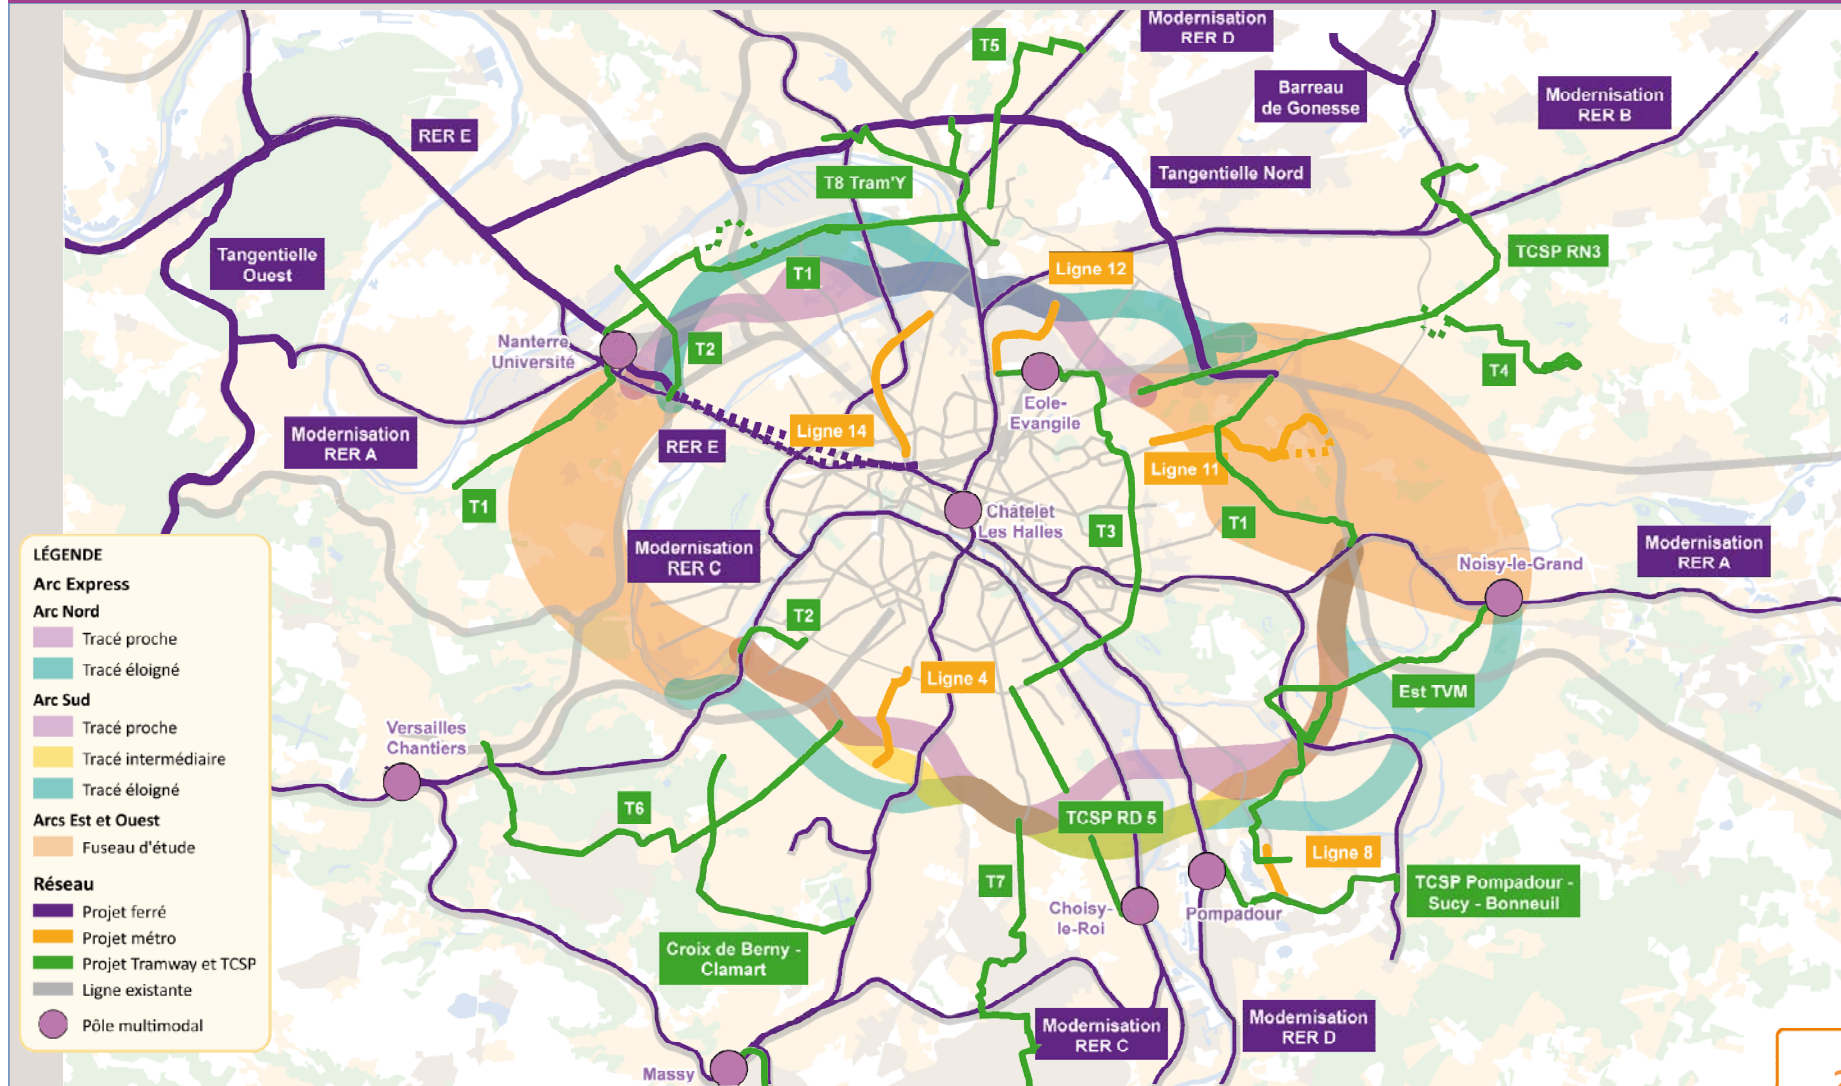 Modernisation
RER D
T5
Barreau
de Gonesse
Modernisation
RER B
RER E
Tangentielle Nord
T8 Tram'Y
TCSP RN3
Tangentielle
Ouest
T1
Ligne 12
Nanterre
Université
T2
T4
Eole-
Evangile
Ligne 14
Modernisation
RER A
RER E
Ligne 11
T1
Châtelet
Les Halles
T3
T1
Modernisation
RER C
Noisy-le-Grand
Modernisation
RER A
T2
Ligne 4
Est TVM
Versailles
Chantiers
T6
TCSP RD 5
Ligne 8
T7
TCSP Pompadour -
Sucy - Bonneuil
Choisy-
le-Roi
Pompadour
Croix de Berny -
Clamart
Modernisation
RER C
Modernisation
RER D
Massy
LÉGENDE
Arc Express
Arc Nord
Tracé proche
Tracé éloigné
Arc Sud
Tracé proche
Tracé intermédiaire
Tracé éloigné
Arcs Est et Ouest
Fuseau d'étude
Réseau
Projet ferré
Projet métro
Projet Tramway et TCSP
Ligne existante
Pôle multimodal